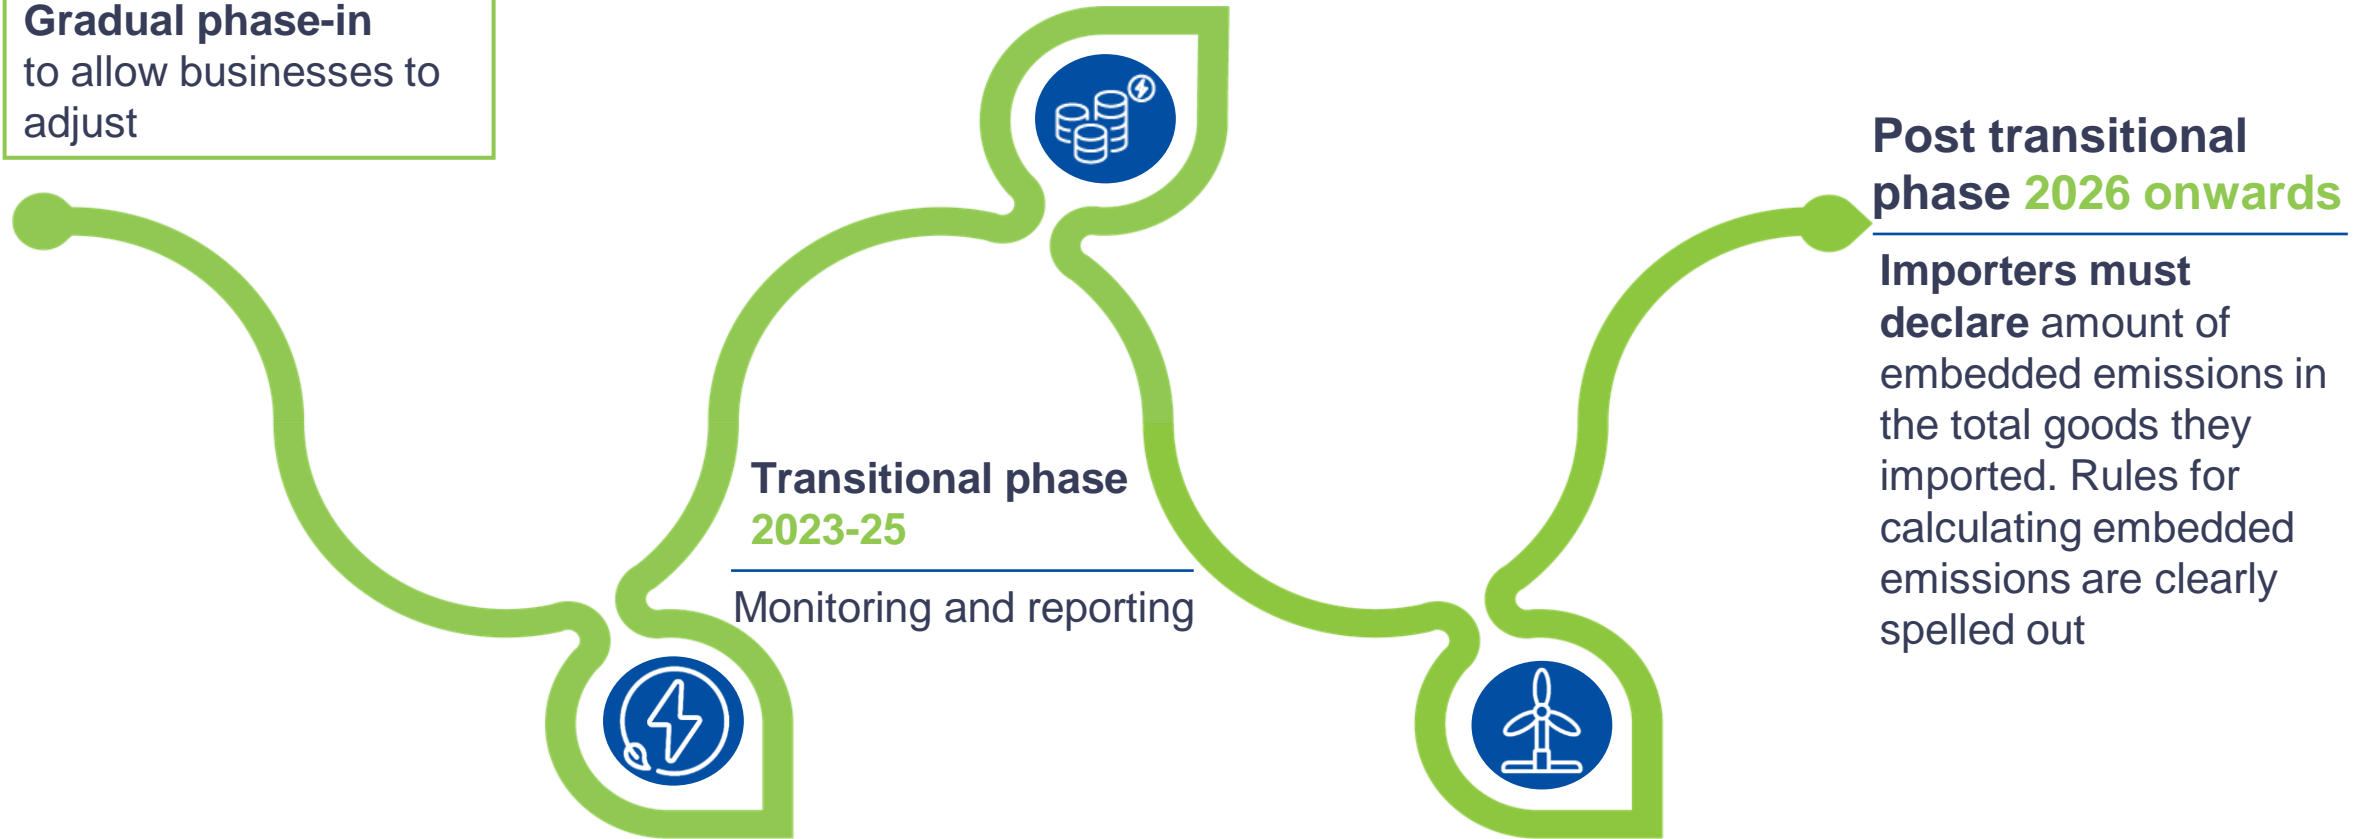 Gradual phase-in
to allow businesses to
adjust
Transitional phase
2023-25
Monitoring and reporting
Post transitional
phase 2026 onwards
Importers must
declare amount of
embedded emissions in
the total goods they
imported. Rules for
calculating embedded
emissions are clearly
spelled out